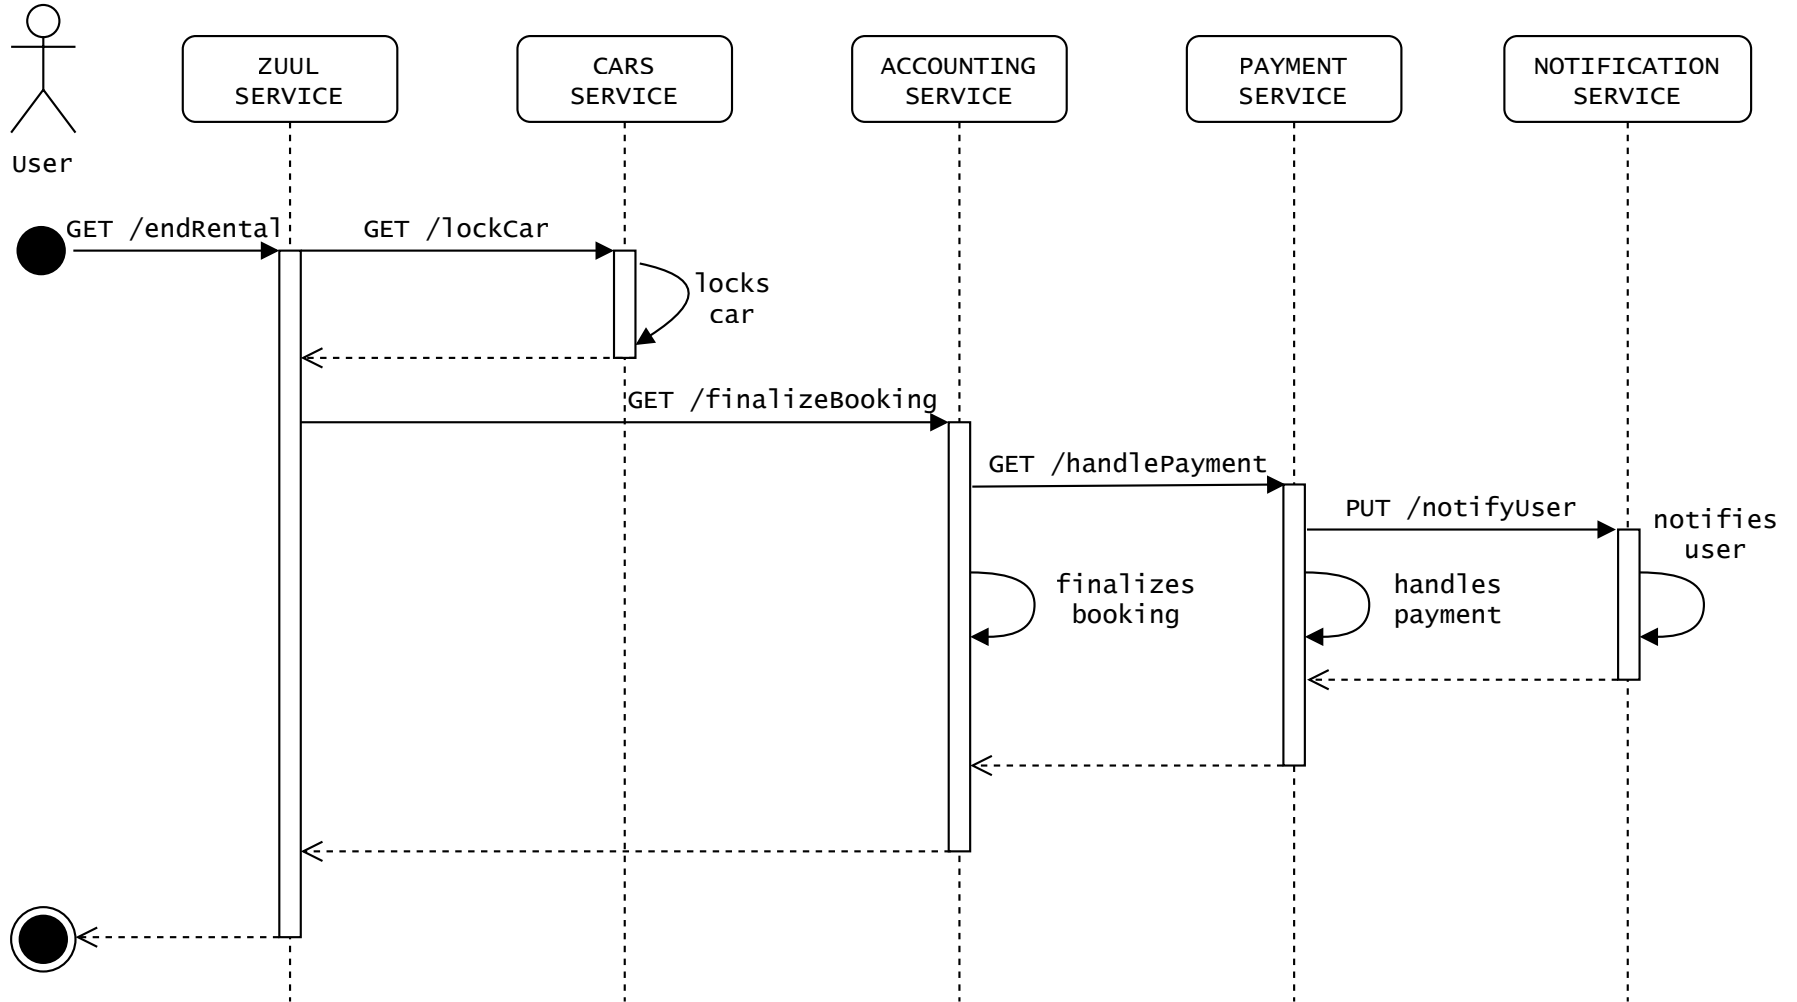 User
ZUUL
SERVICE
CARS
SERVICE
ACCOUNTING
SERVICE
PAYMENT
SERVICE
NOTIFICATION
SERVICE
GET /endRental
GET /lockCar
locks
car
GET /finalizeBooking
GET /handlePayment
PUT /notifyUser
notifies
user
finalizes
booking
handles
payment